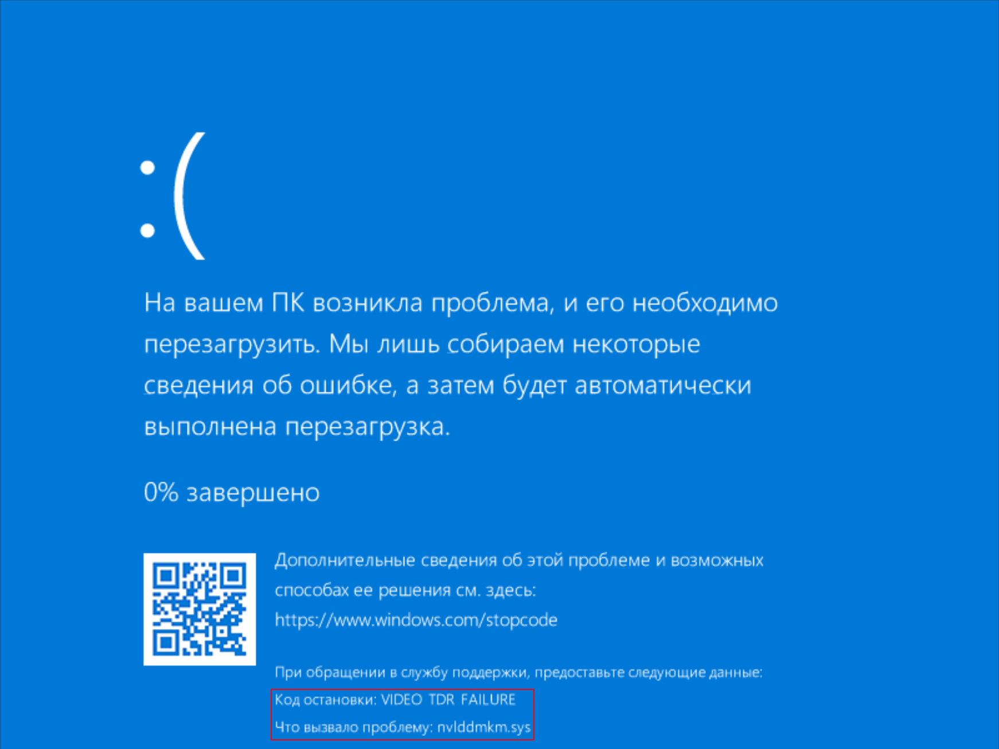 :(
На вашем ПК возникла проблема, и его необходимо
перезагрузить. Мы лишь собираем некоторые
сведения об ошибке, а затем будет автоматически
выполнена перезагрузка.
0% завершено
Дополнительные сведения об этой проблеме и возможных
способах ее решения см. здесь:
https://www.windows.com/stopcode
При обращении в службу поддержки, предоставьте следующие данные:
Код остановки: VIDEO TDR FAILURE
Что вызвало проблему: nvlddmkm.sys